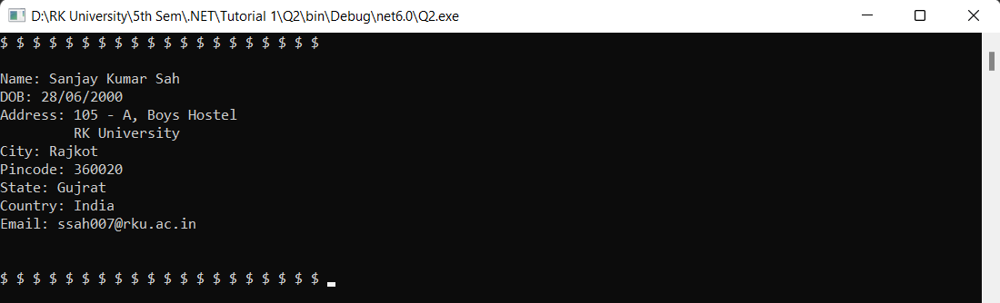 D:\RK University\5th Sem\.NET\Tutorial 1\Q2\bin\Debug\net6.0\Q2.exe
$ $ $ $ $ $ $ $ $ $ $ $ $ $ $ $ $ $ $ $
Name: Sanjay Kumar Sah
DOB: 28/06/2000
Address: 105 - A, Boys Hostel
RK University
City: Rajkot
Pincode: 360020
State: Gujrat
Country: India
Email: ssah007@rku.ac.in
$ $ $ $ $ $ $ $ $ $ $ $ $ $ $ $ $ $ $ $